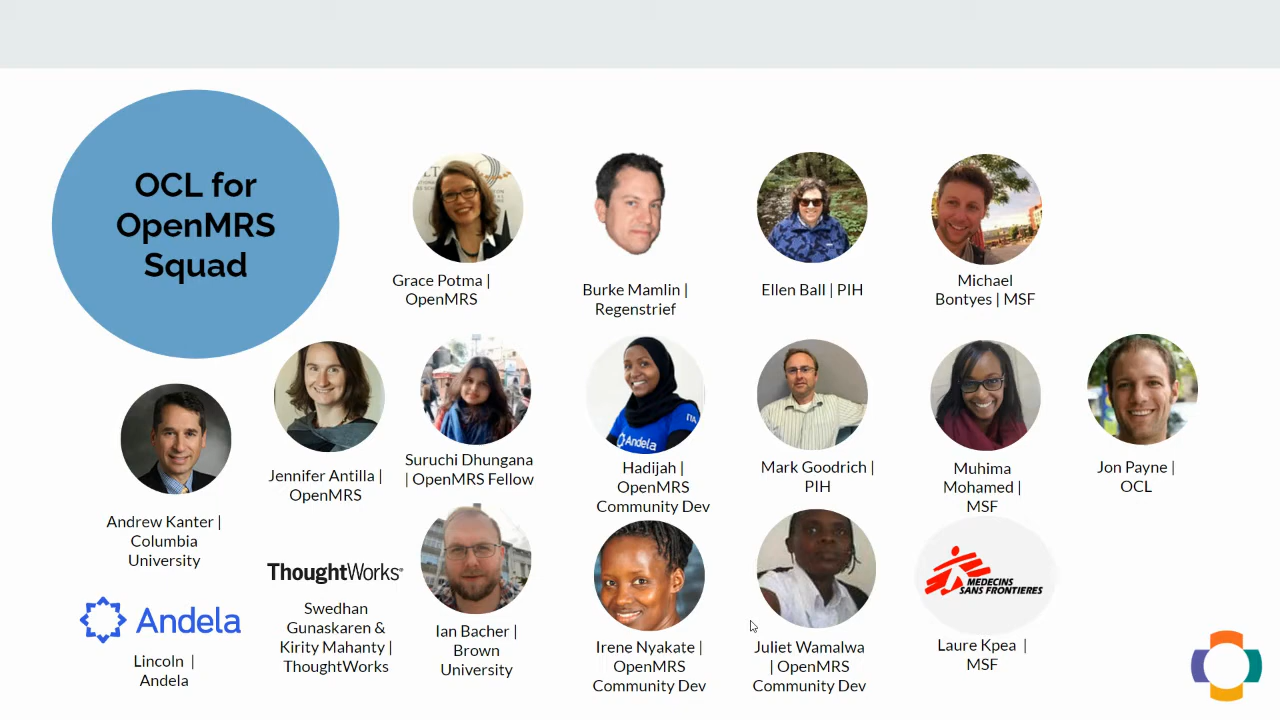 OCL for
OpenMRS
Squad
Grace Potma |
OpenMRS
Burke Mamlin |
Regenstrief
Ellen Ball | PIH
Michael
Bontyes | MSF
Andrew Kanter |
Columbia
University
Jennifer Antilla |
OpenMRS
Suruchi Dhungana
| OpenMRS Fellow
Andela
Hadijah |
OpenMRS
Community Dev
Mark Goodrich |
PIH
Muhima
Mohamed |
MSF
Jon Payne |
OCL
Andela
Lincoln |
Andela
ThoughtWorks®
Swedhan
Gunaskaren &
Kirity Mahanty |
ThoughtWorks
Ian Bacher |
Brown
University
Irene Nyakate |
OpenMRS
Community Dev
Juliet Wamalwa
| OpenMRS
Community Dev
MEDECINS
SANS FRONTIERES
Laure Kpea |
MSF